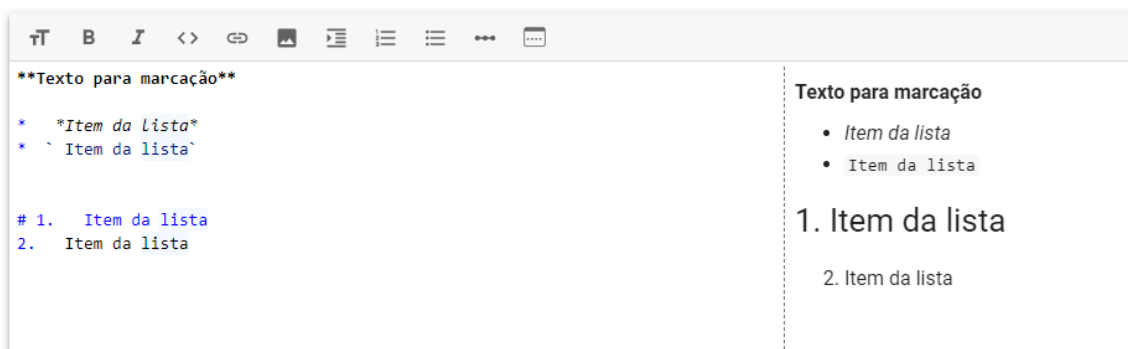 **Texto para marcação**
*   *Item da lista*
*  ` Item da lista`
# 1.   Item da lista
2.   Item da lista
Texto para marcação
• Item da lista
• Item da lista
1. Item da lista
2. Item da lista